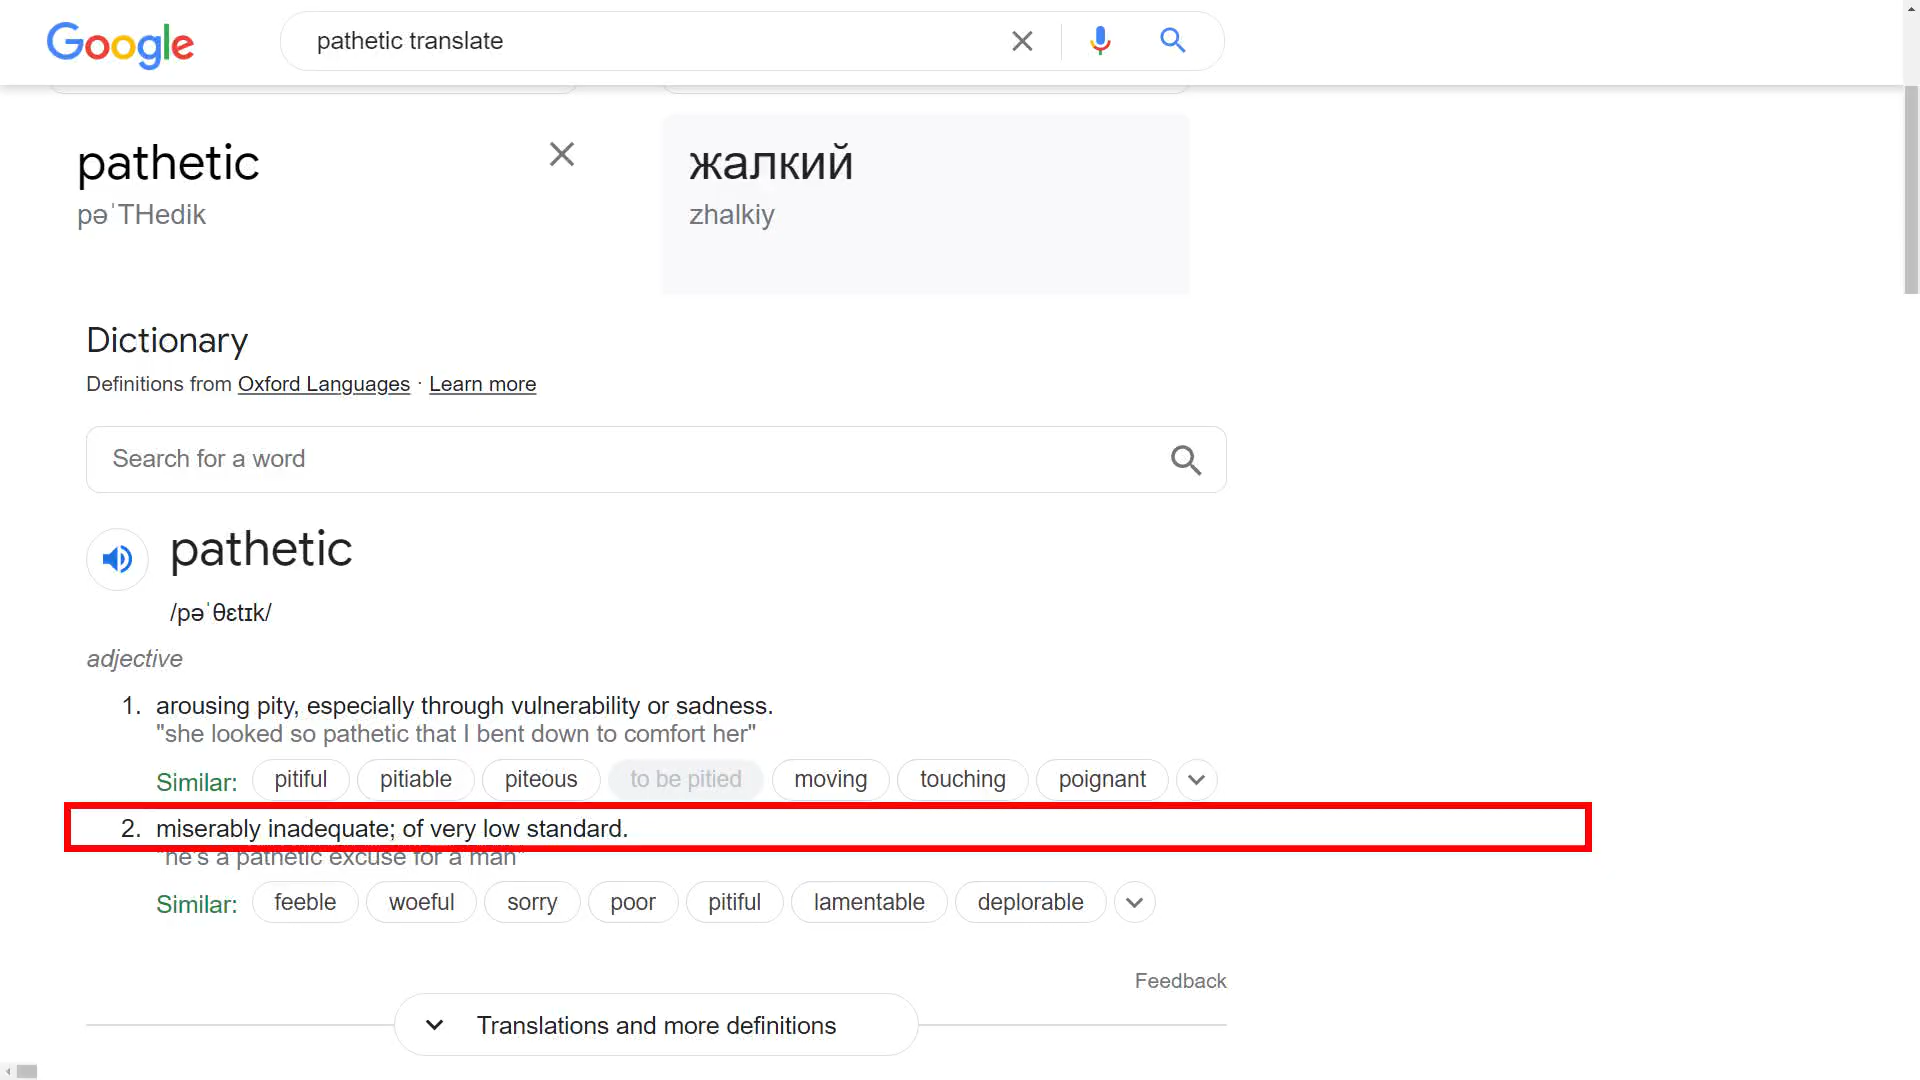 Google
pathetic translate
pathetic
pəˈTHedik
жалкий
zhalkiy
Dictionary
Definitions from Oxford Languages · Learn more
Search for a word
pathetic
/pəˈθɛtɪk/
adjective
1. arousing pity, especially through vulnerability or sadness.
"she looked so pathetic that I bent down to comfort her"
Similar: pitiful pitiable piteous to be pitied moving touching poignant
2. miserably inadequate; of very low standard.
"he's a pathetic excuse for a man"
Similar: feeble woeful sorry poor pitiful lamentable deplorable
Feedback
Translations and more definitions